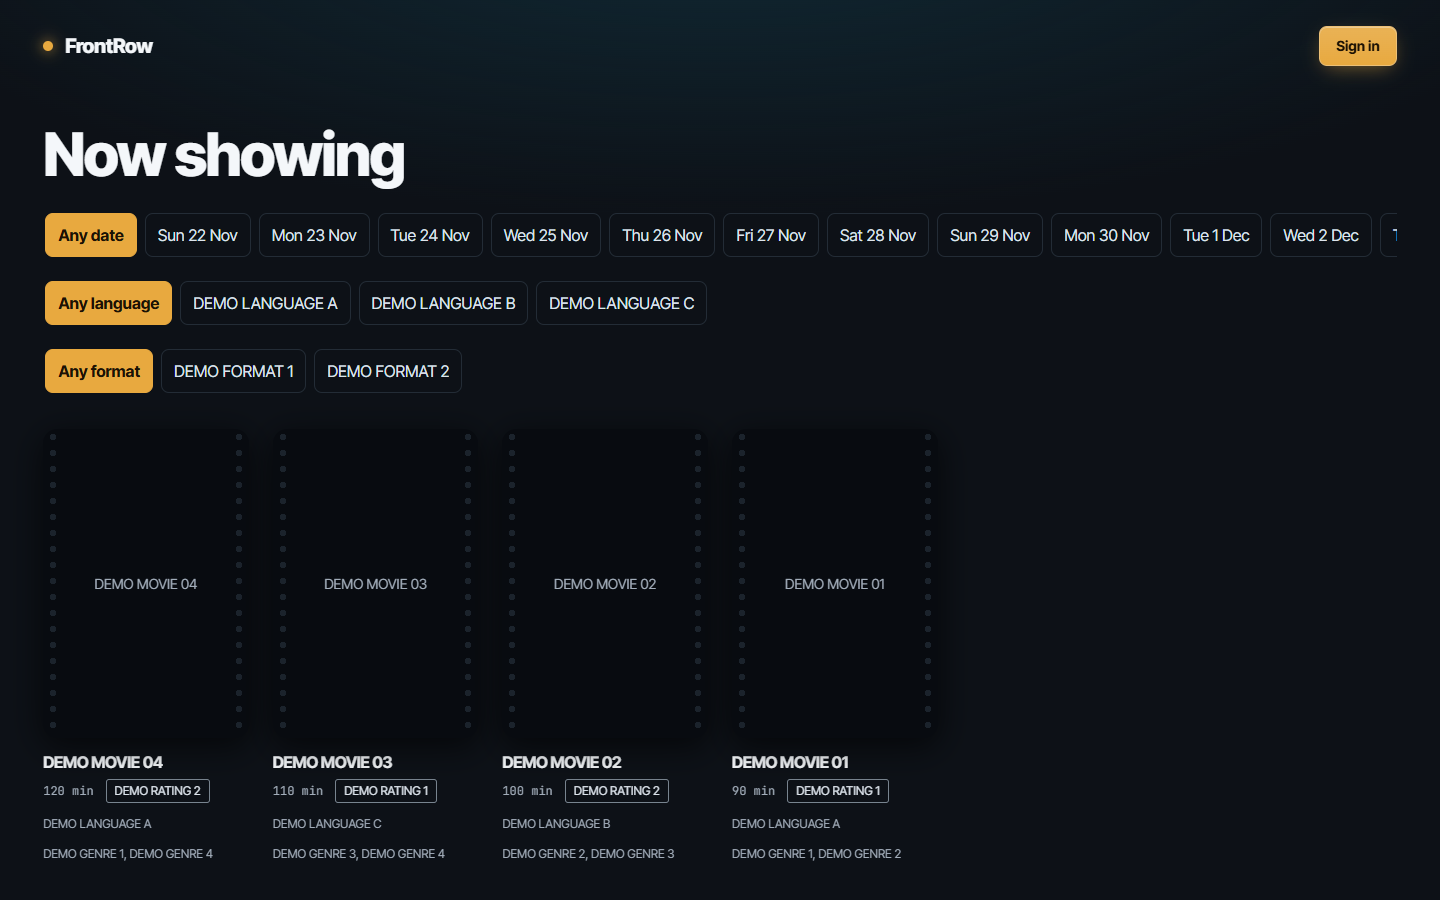 FrontRow
Sign in
Now showing
Any date Sun 22 Nov Mon 23 Nov Tue 24 Nov Wed 25 Nov Thu 26 Nov Fri 27 Nov Sat 28 Nov Sun 29 Nov Mon 30 Nov Tue 1 Dec Wed 2 Dec
Any language DEMO LANGUAGE A DEMO LANGUAGE B DEMO LANGUAGE C
Any format DEMO FORMAT 1 DEMO FORMAT 2
DEMO MOVIE 04 DEMO MOVIE 03 DEMO MOVIE 02 DEMO MOVIE 01
DEMO MOVIE 04 DEMO MOVIE 03 DEMO MOVIE 02 DEMO MOVIE 01
120 min DEMO RATING 2 110 min DEMO RATING 1 100 min DEMO RATING 2 90 min DEMO RATING 1
DEMO LANGUAGE A DEMO LANGUAGE C DEMO LANGUAGE B DEMO LANGUAGE A
DEMO GENRE 1, DEMO GENRE 4 DEMO GENRE 3, DEMO GENRE 4 DEMO GENRE 2, DEMO GENRE 3 DEMO GENRE 1, DEMO GENRE 2